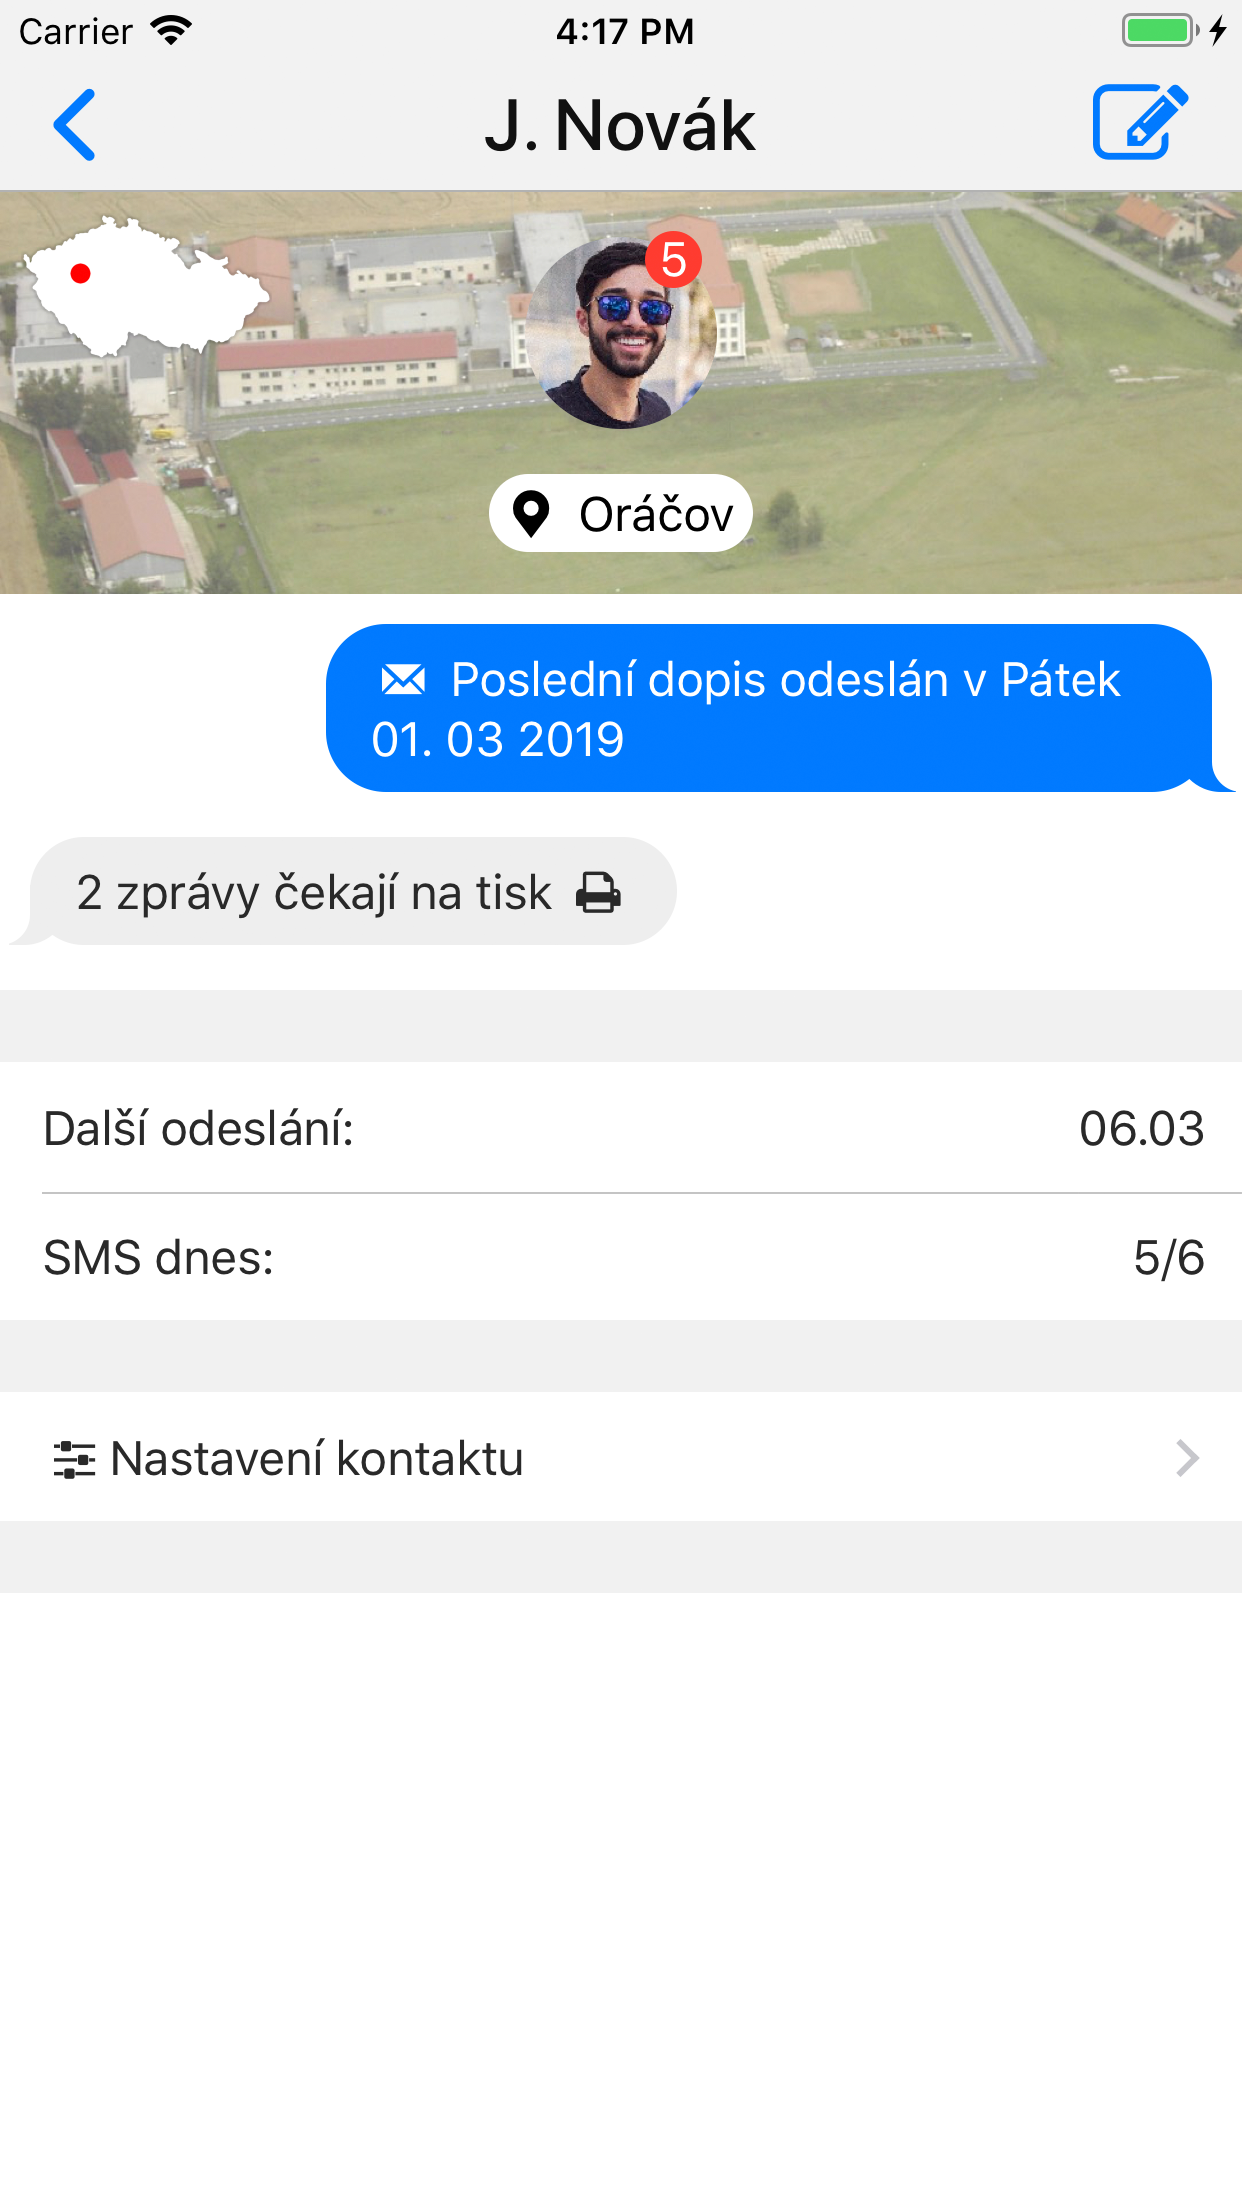 Carrier 4:17 PM
J. Novák
5
Oráčov
Poslední dopis odeslán v Pátek
01. 03 2019
2 zprávy čekají na tisk
Další odeslání: 06.03
SMS dnes: 5/6
Nastavení kontaktu